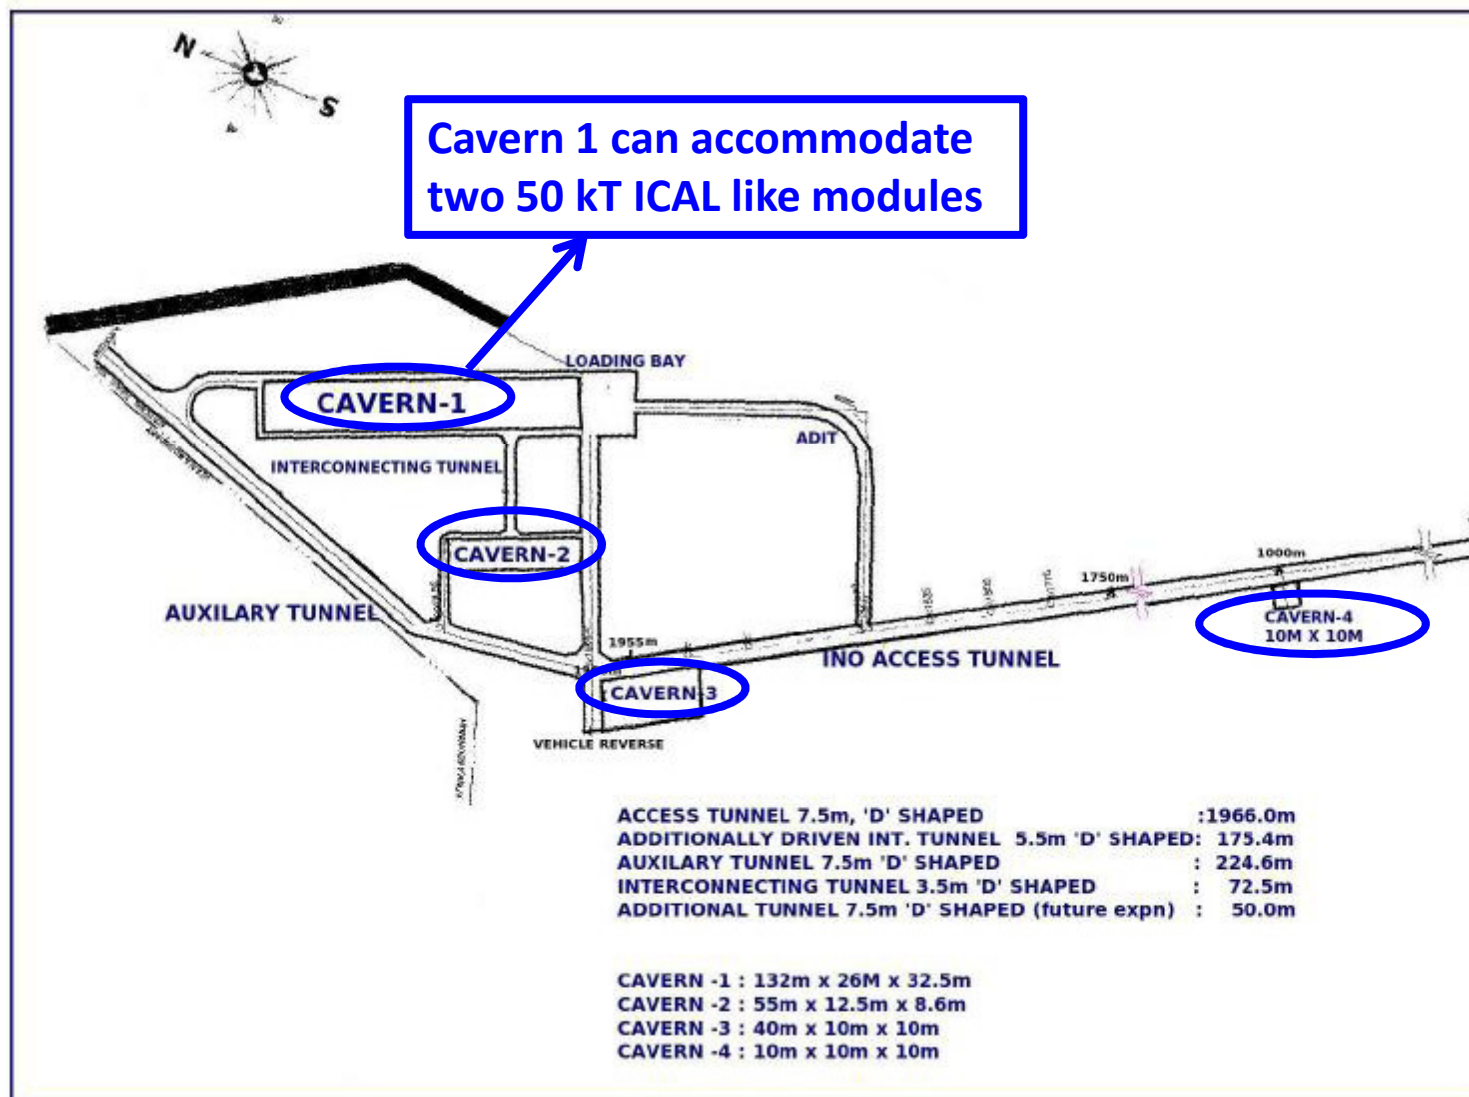 N
S
Cavern 1 can accommodate
two 50 kT ICAL like modules
LOADING BAY
CAVERN-1
ADIT
INTERCONNECTING TUNNEL
CAVERN-2
1000m
1750m
AUXILARY TUNNEL
CAVERN-4
10M X 10M
1955m
INO ACCESS TUNNEL
CAVERN-3
VEHICLE REVERSE
ACCESS TUNNEL 7.5m, 'D' SHAPED :1966.0m
ADDITIONALLY DRIVEN INT. TUNNEL 5.5m 'D' SHAPED: 175.4m
AUXILARY TUNNEL 7.5m 'D' SHAPED : 224.6m
INTERCONNECTING TUNNEL 3.5m 'D' SHAPED : 72.5m
ADDITIONAL TUNNEL 7.5m 'D' SHAPED (future expn) : 50.0m
CAVERN -1 : 132m x 26M x 32.5m
CAVERN -2 : 55m x 12.5m x 8.6m
CAVERN -3 : 40m x 10m x 10m
CAVERN -4 : 10m x 10m x 10m